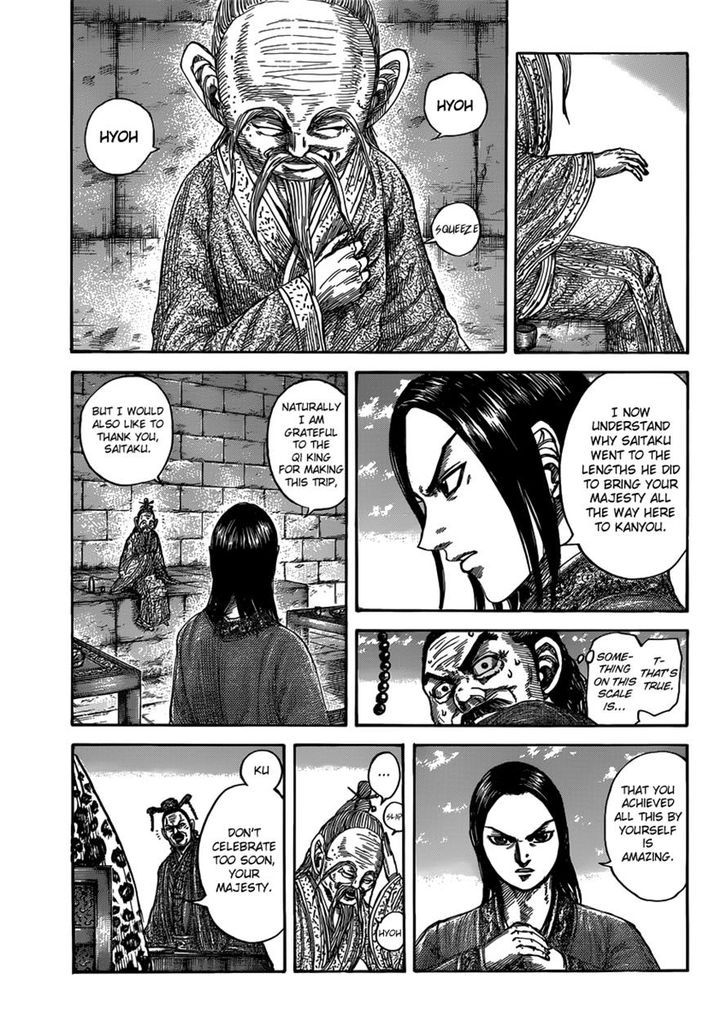 HYOH
HYOH
SQUEEZE
I NOW
UNDERSTAND
WHY SAITAKU
WENT TO THE
LENGTHS HE DID
TO BRING YOUR
MAJESTY ALL
THE WAY HERE
TO KANYOU.
NATURALLY
I AM
GRATEFUL
TO THE
QI KING
FOR MAKING
THIS TRIP,
BUT I WOULD
ALSO LIKE TO
THANK YOU,
SAITAKU.
T-
THAT'S
TRUE.
SOME-
THING
ON THIS
SCALE
IS...
THAT YOU
ACHIEVED
ALL THIS BY
YOURSELF
IS
AMAZING.
...
SLAP
HYOH
KU
DON'T
CELEBRATE
TOO SOON,
YOUR
MAJESTY.